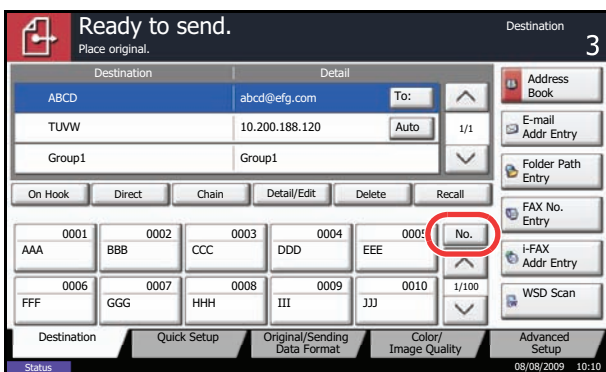 Ready to send.
Place original.
Destination
3
Destination Detail
ABCD abcd@efg.com To:
TUVW 10.200.188.120 Auto 1/1
Group1 Group1
Address Book
E-mail Addr Entry
Folder Path Entry
FAX No. Entry
i-FAX Addr Entry
WSD Scan
On Hook Direct Chain Detail/Edit Delete Recall
0001 0002 0003 0004 0005 No.
AAA BBB CCC DDD EEE
0006 0007 0008 0009 0010 1/100
FFF GGG HHH III JJJ
Destination Quick Setup Original/Sending Data Format Color/ Image Quality Advanced Setup
Status 08/08/2009 10:10